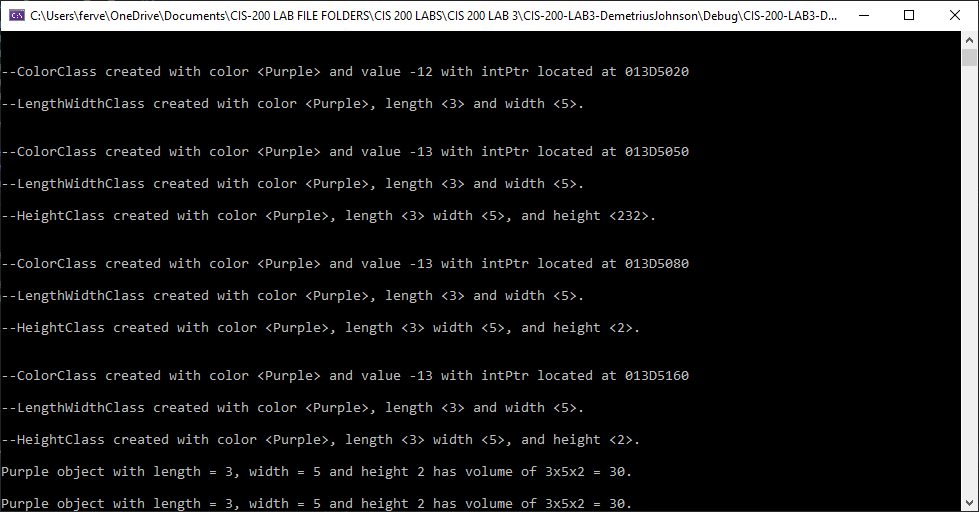 C:\Users\ferve\OneDrive\Documents\CIS-200 LAB FILE FOLDERS\CIS 200 LABS\CIS 200 LAB 3\CIS-200-LAB3-DemetriusJohnson\Debug\CIS-200-LAB3-D...
--ColorClass created with color <Purple> and value -12 with intPtr located at 013D5020
--LengthWidthClass created with color <Purple>, length <3> and width <5>.
--ColorClass created with color <Purple> and value -13 with intPtr located at 013D5050
--LengthWidthClass created with color <Purple>, length <3> and width <5>.
--HeightClass created with color <Purple>, length <3> width <5>, and height <232>.
--ColorClass created with color <Purple> and value -13 with intPtr located at 013D5080
--LengthWidthClass created with color <Purple>, length <3> and width <5>.
--HeightClass created with color <Purple>, length <3> width <5>, and height <2>.
--ColorClass created with color <Purple> and value -13 with intPtr located at 013D5160
--LengthWidthClass created with color <Purple>, length <3> and width <5>.
--HeightClass created with color <Purple>, length <3> width <5>, and height <2>.
Purple object with length = 3, width = 5 and height 2 has volume of 3x5x2 = 30.
Purple object with length = 3, width = 5 and height 2 has volume of 3x5x2 = 30.